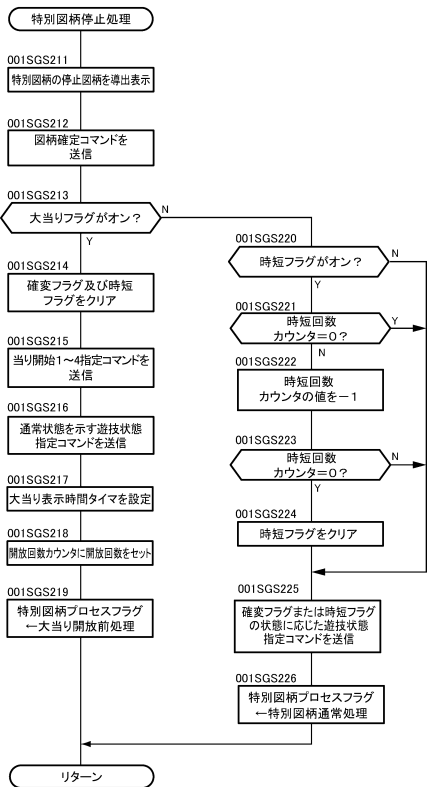 特別図柄停止処理
001SGS211
特別図柄の停止図柄を導出表示
001SGS212
図柄確定コマンドを
送信
001SGS213
大当りフラグがオン？
N
Y
001SGS214
確変フラグ及び時短
フラグをクリア
001SGS215
当り開始1～4指定コマンドを
送信
001SGS216
通常状態を示す遊技状態
指定コマンドを送信
001SGS217
大当り表示時間タイマを設定
001SGS218
開放回数カウンタに開放回数をセット
001SGS219
特別図柄プロセスフラグ
←大当り開放前処理
001SGS220
時短フラグがオン？
N
Y
001SGS221
時短回数
カウンタ＝0？
Y
N
001SGS222
時短回数
カウンタの値を－1
001SGS223
時短回数
カウンタ＝0？
N
Y
001SGS224
時短フラグをクリア
001SGS225
確変フラグまたは時短フラグ
の状態に応じた遊技状態
指定コマンドを送信
001SGS226
特別図柄プロセスフラグ
←特別図柄通常処理
リターン